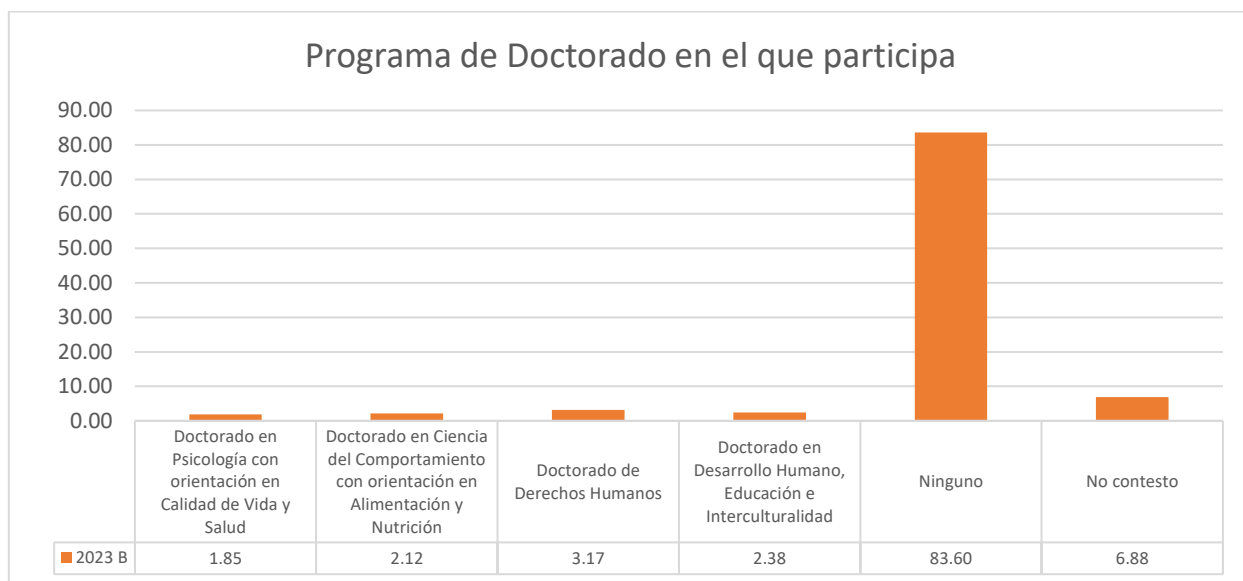 Programa de Doctorado en el que participa
90.00
80.00
70.00
60.00
50.00
40.00
30.00
20.00
10.00
0.00
Doctorado en
Psicología con
orientación en
Calidad de Vida y
Salud
Doctorado en Ciencia
del Comportamiento
con orientación en
Alimentación y
Nutrición
Doctorado de
Derechos Humanos
Doctorado en
Desarrollo Humano,
Educación e
Interculturalidad
Ninguno
No contesto
2023 B 1.85 2.12 3.17 2.38 83.60 6.88